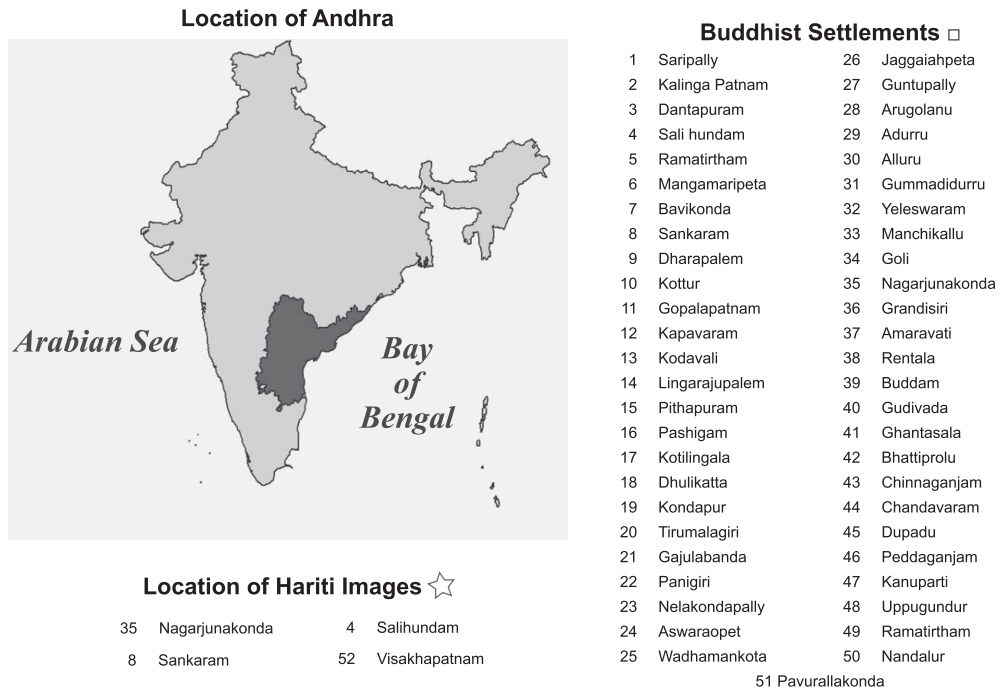 Location of Andhra
Arabian Sea
Bay
of
Bengal
Location of Hariti Images
35 Nagarjunakonda 4 Salihundam
8 Sankaram 52 Visakhapatnam
Buddhist Settlements
1 Saripally 26 Jaggaiahpeta
2 Kalinga Patnam 27 Guntupally
3 Dantapuram 28 Arugolanu
4 Sali hundam 29 Adurru
5 Ramatirtham 30 Alluru
6 Mangamaripeta 31 Gummadidurru
7 Bavikonda 32 Yeleswaram
8 Sankaram 33 Manchikallu
9 Dharapalem 34 Goli
10 Kottur 35 Nagarjunakonda
11 Gopalapatnam 36 Grandisiri
12 Kapavaram 37 Amaravati
13 Kodavali 38 Rentala
14 Lingarajupalem 39 Buddam
15 Pithapuram 40 Gudivada
16 Pashigam 41 Ghantasala
17 Kotilingala 42 Bhattiprolu
18 Dhulikatta 43 Chinnaganjam
19 Kondapur 44 Chandavaram
20 Tirumalagiri 45 Dupadu
21 Gajulabanda 46 Peddaganjam
22 Panigiri 47 Kanuparti
23 Nelakondapally 48 Uppugundur
24 Aswaraopet 49 Ramatirtham
25 Wadhamankota 50 Nandalur
51 Pavurallakonda